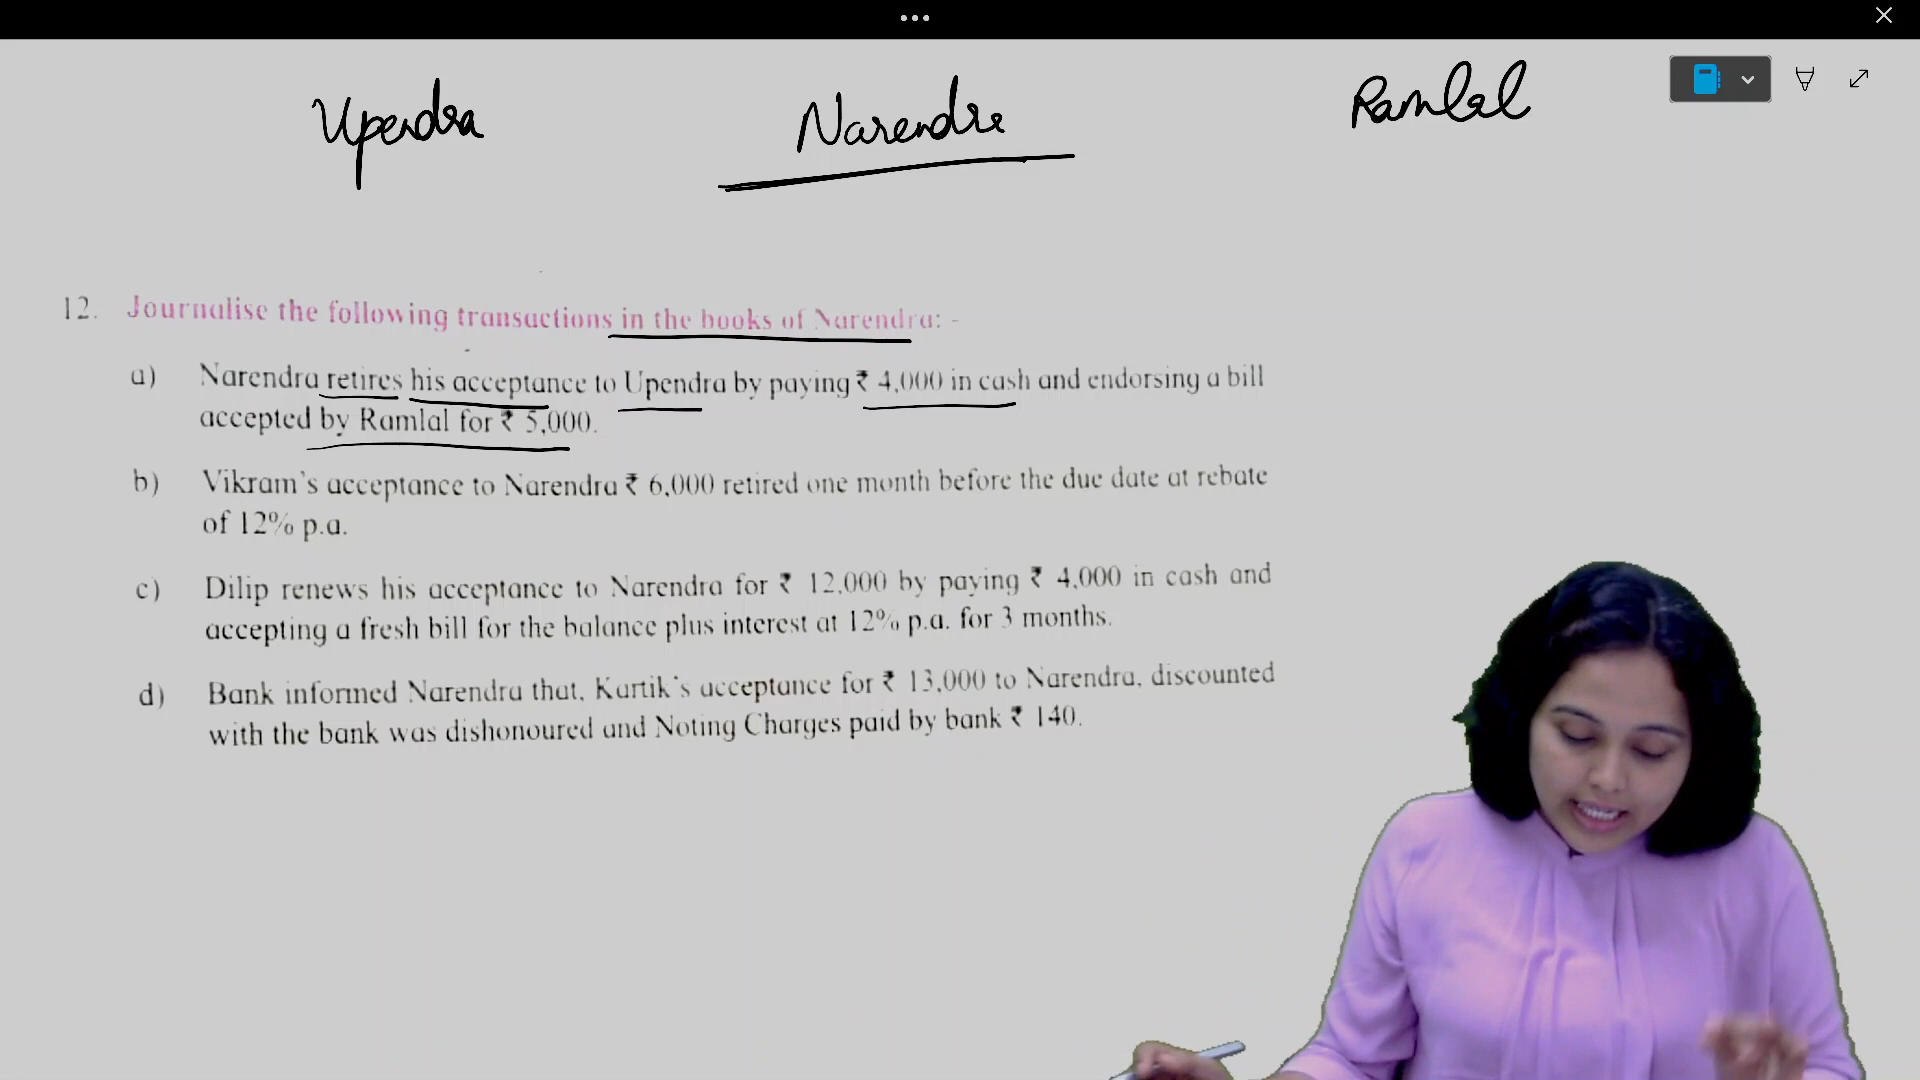 Upendra Narendra Ramlal
12. Journalise the following transactions in the books of Narendra: -
a) Narendra retires his acceptance to Upendra by paying ₹ 4,000 in cash and endorsing a bill
accepted by Ramlal for ₹ 5,000.
b) Vikram's acceptance to Narendra ₹ 6,000 retired one month before the due date at rebate
of 12% p.a.
c) Dilip renews his acceptance to Narendra for ₹ 12,000 by paying ₹ 4,000 in cash and
accepting a fresh bill for the balance plus interest at 12% p.a. for 3 months.
d) Bank informed Narendra that, Kartik's acceptance for ₹ 13,000 to Narendra, discounted
with the bank was dishonoured and Noting Charges paid by bank ₹ 140.